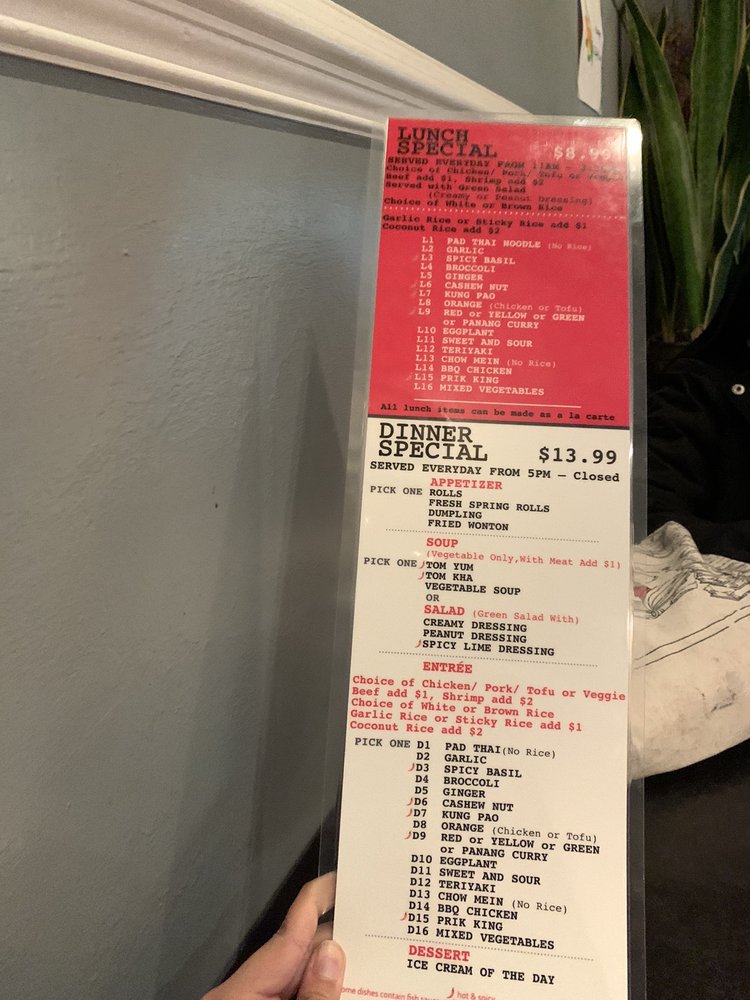 LUNCH
SPECIAL $8.99
SERVED EVERYDAY FROM 11AM –
Choice of Chicken/ Pork/ Tofu or Veggie
Beef add $1, Shrimp add $2
Served with Green Salad
(Creamy or Peanut Dressing)
Choice of White or Brown Rice
Garlic Rice or Sticky Rice add $1
Coconut Rice add $2
L1 PAD THAI NOODLE (No Rice)
L2 GARLIC
L3 SPICY BASIL
L4 BROCCOLI
L5 GINGER
L6 CASHEW NUT
L7 KUNG PAO
L8 ORANGE (Chicken or Tofu)
L9 RED or YELLOW or GREEN
or PANANG CURRY
L10 EGGPLANT
L11 SWEET AND SOUR
L12 TERIYAKI
L13 CHOW MEIN (No Rice)
L14 BBQ CHICKEN
L15 PRIK KING
L16 MIXED VEGETABLES
All lunch items can be made as a la carte
DINNER
SPECIAL $13.99
SERVED EVERYDAY FROM 5PM – Closed
APPETIZER
PICK ONE ROLLS
FRESH SPRING ROLLS
DUMPLING
FRIED WONTON
SOUP
(Vegetable Only,With Meat Add $1)
PICK ONE TOM YUM
TOM KHA
VEGETABLE SOUP
OR
SALAD (Green Salad With)
CREAMY DRESSING
PEANUT DRESSING
SPICY LIME DRESSING
ENTRÉE
Choice of Chicken/ Pork/ Tofu or Veggie
Beef add $1, Shrimp add $2
Choice of White or Brown Rice
Garlic Rice or Sticky Rice add $1
Coconut Rice add $2
PICK ONE D1 PAD THAI(No Rice)
D2 GARLIC
D3 SPICY BASIL
D4 BROCCOLI
D5 GINGER
D6 CASHEW NUT
D7 KUNG PAO
D8 ORANGE (Chicken or Tofu)
D9 RED or YELLOW or GREEN
or PANANG CURRY
D10 EGGPLANT
D11 SWEET AND SOUR
D12 TERIYAKI
D13 CHOW MEIN (No Rice)
D14 BBQ CHICKEN
D15 PRIK KING
D16 MIXED VEGETABLES
DESSERT
ICE CREAM OF THE DAY
ome dishes contain fish hot & spicy